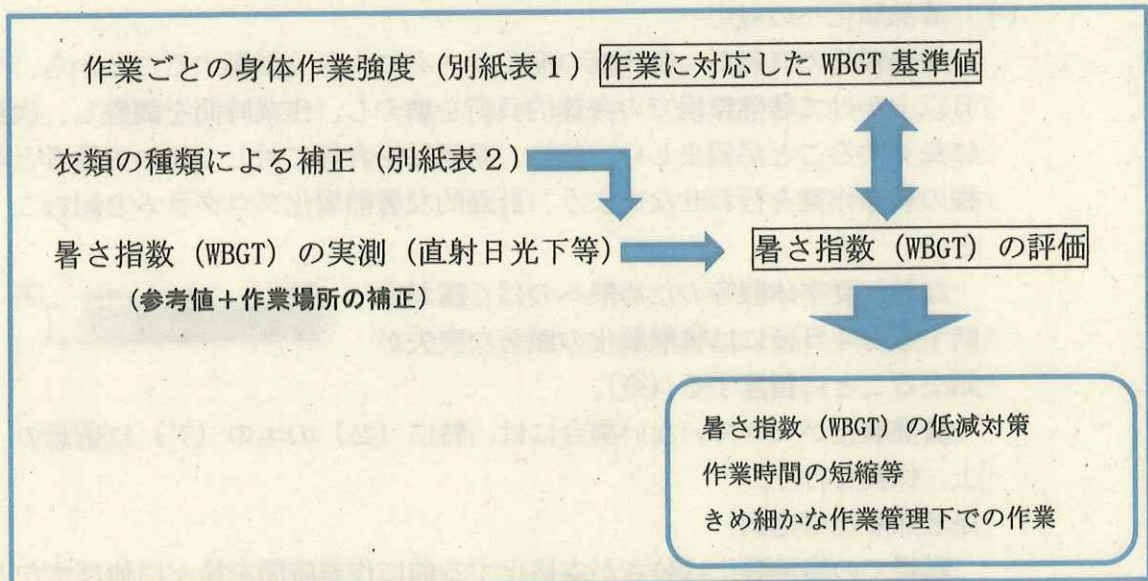 作業ごとの身体作業強度（別紙表１） 作業に対応した WBGT 基準値
衣類の種類による補正（別紙表２）
暑さ指数（WBGT）の実測（直射日光下等） 暑さ指数（WBGT）の評価
（参考値＋作業場所の補正）
暑さ指数（WBGT）の低減対策
作業時間の短縮等
きめ細かな作業管理下での作業